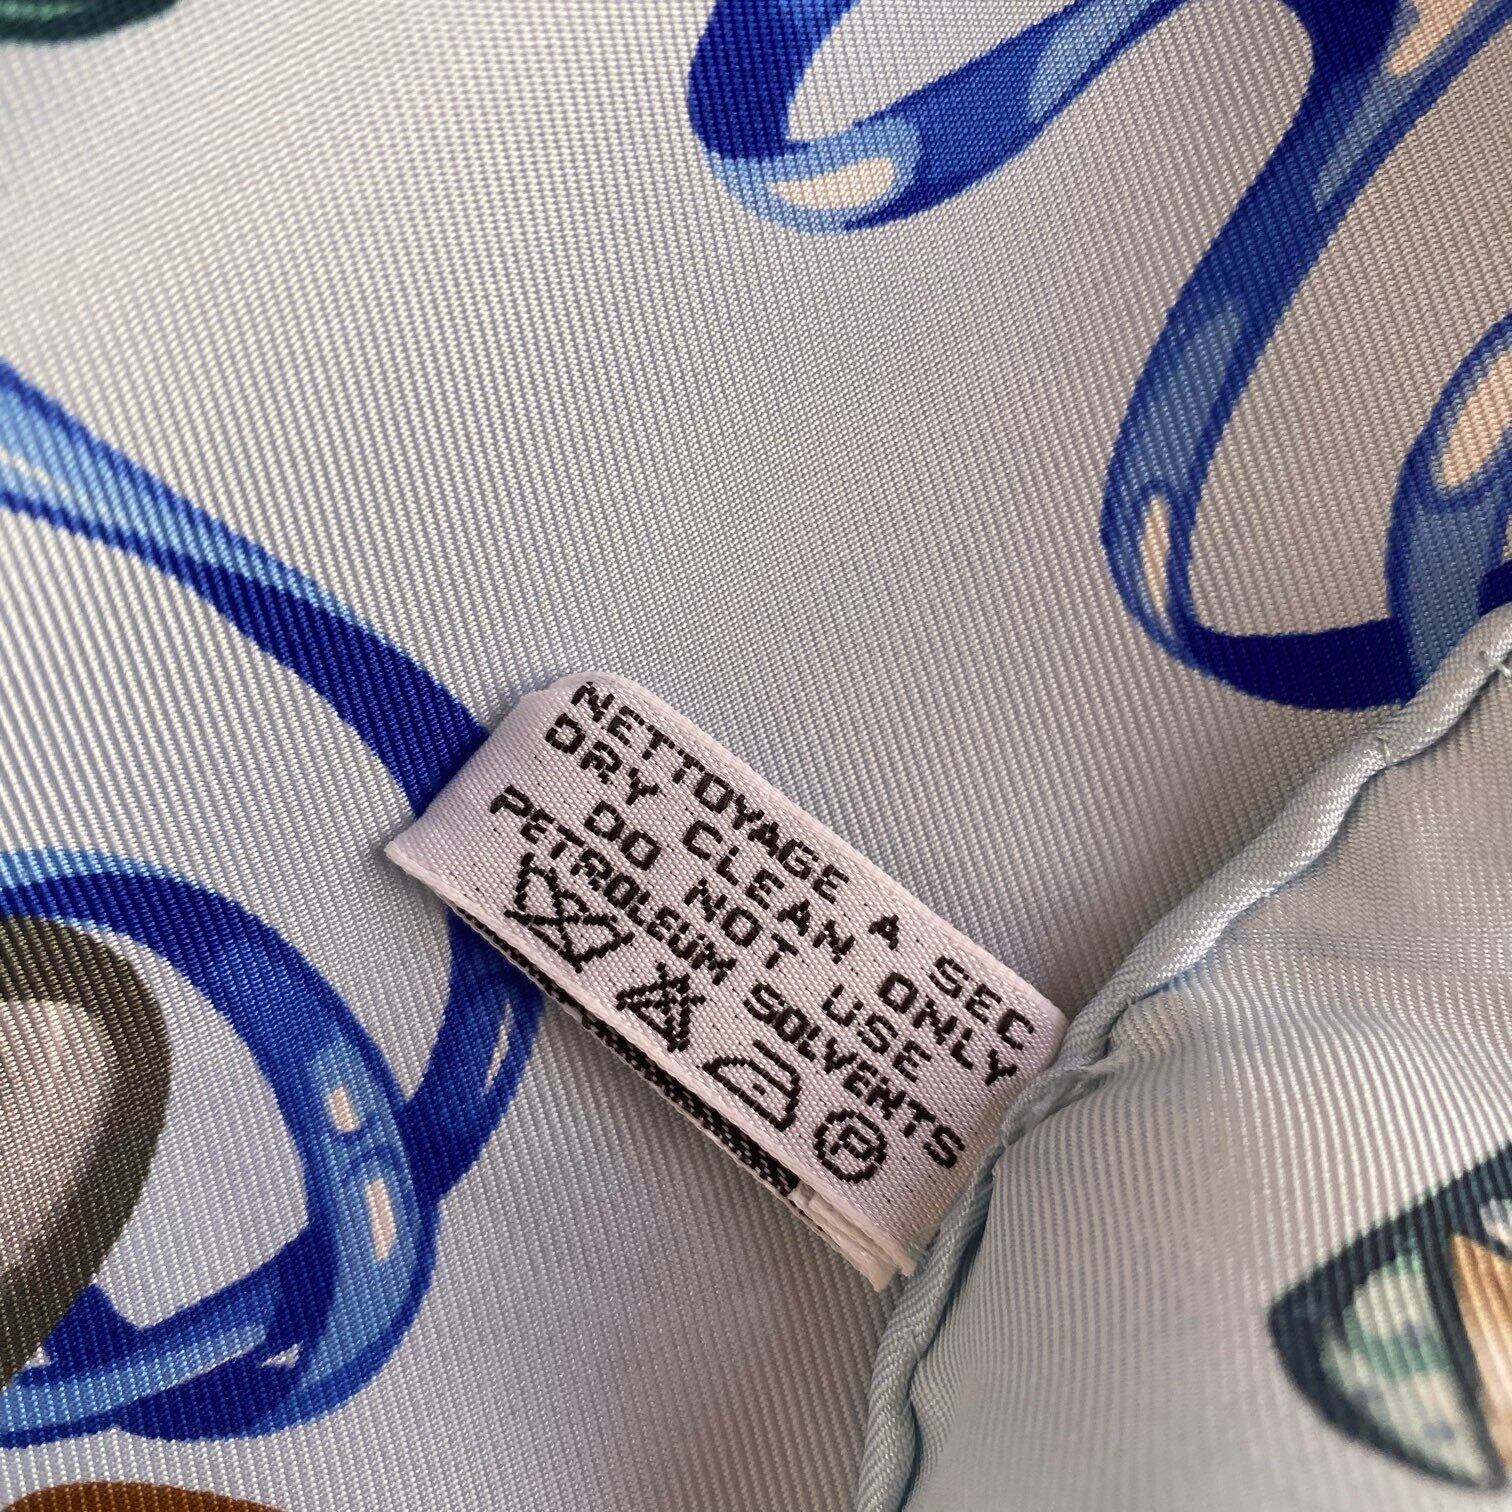 NETTOYAGE A SEC
DRY CLEAN ONLY
DO NOT USE
PETROLEUM SOLVENTS
P